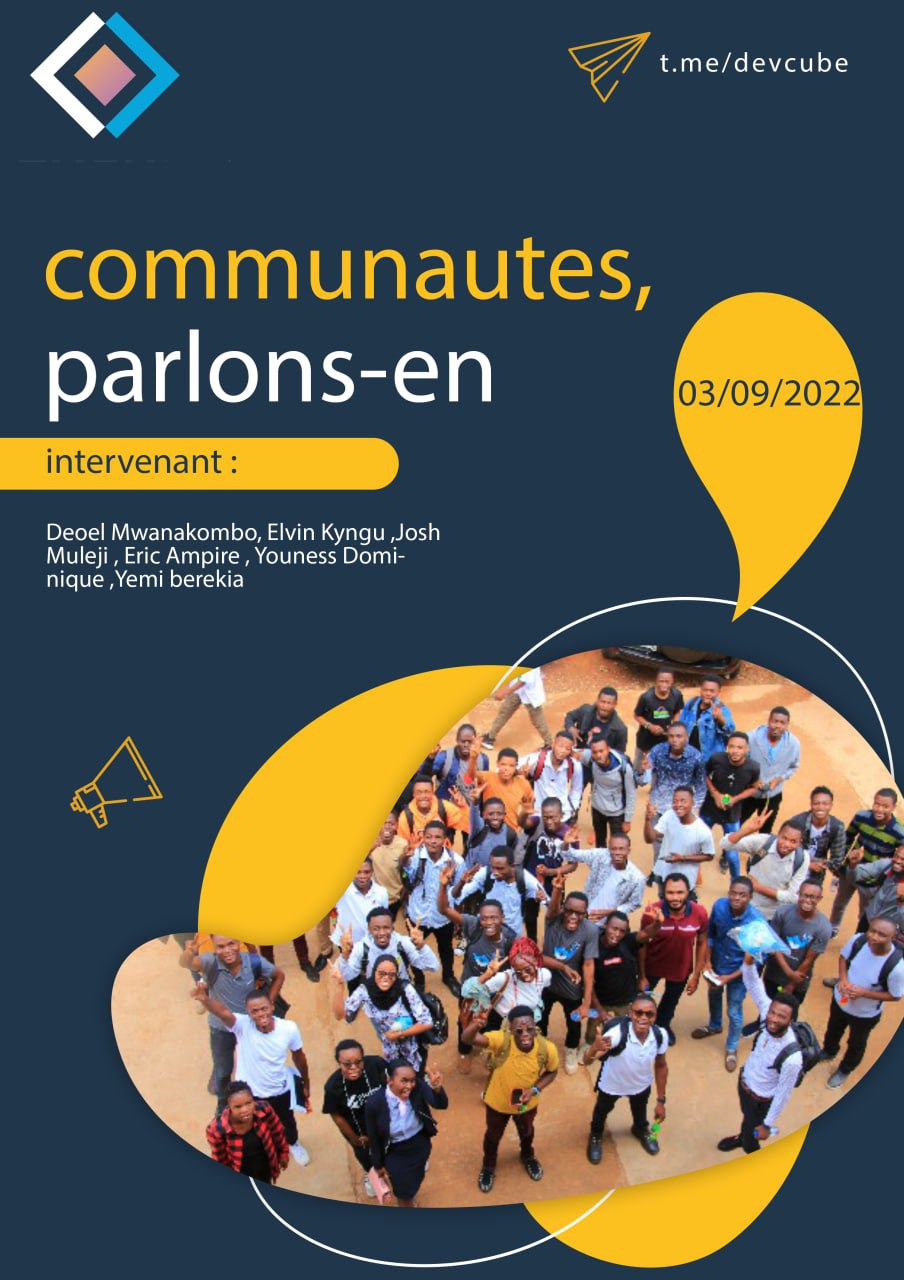 t.me/devcube
communautes,
parlons-en
03/09/2022
intervenant :
Deoel Mwanakombo, Elvin Kyngu ,Josh
Muleji , Eric Ampire , Youness Domi-
nique ,Yemi berekia